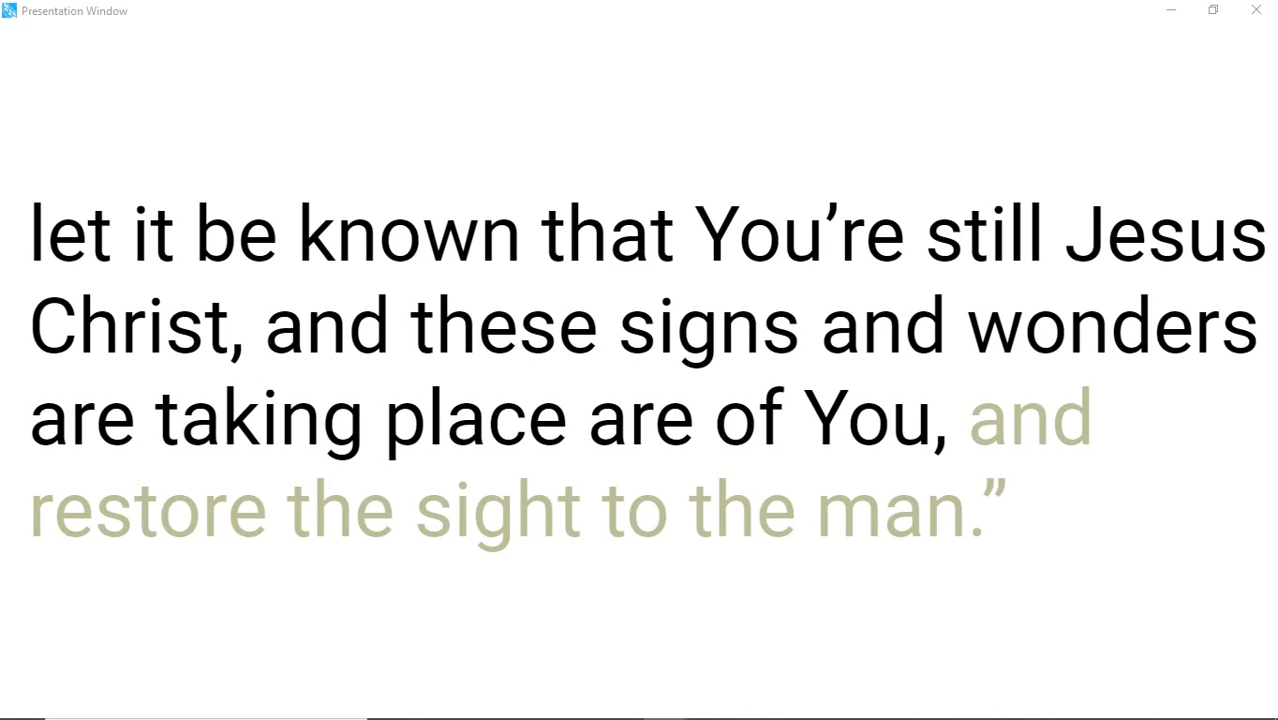 Presentation Window
let it be known that You’re still Jesus
Christ, and these signs and wonders
are taking place are of You, and
restore the sight to the man.”